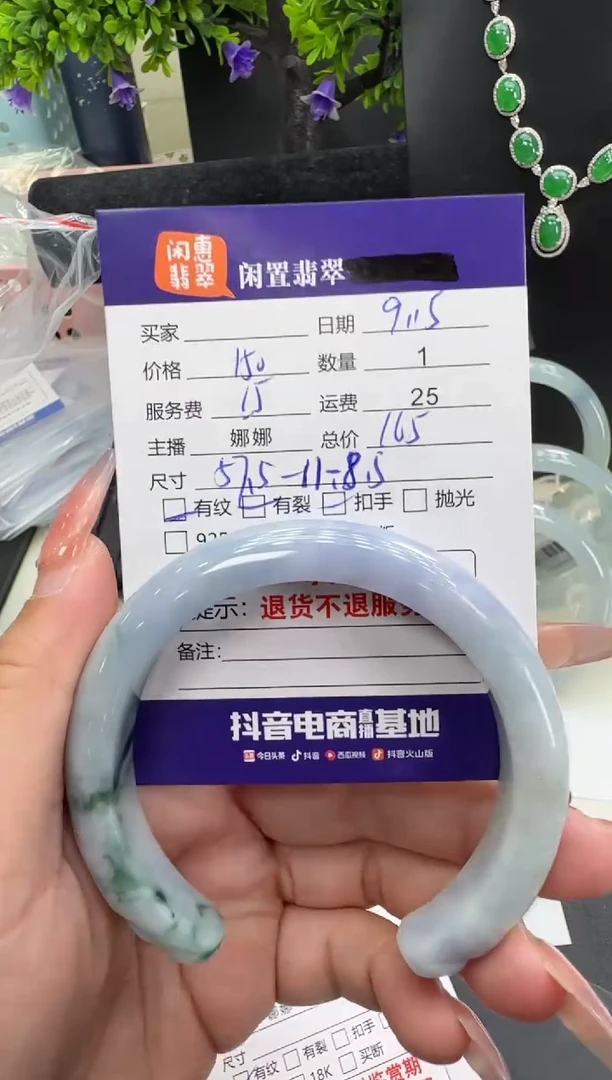 闲惠
翡翠
闲置翡翠
买家 日期 9.15
价格 150 数量 1
服务费 15 运费 25
主播 娜娜 总价 165
尺寸 57.5-11-8.5
有纹 有裂 扣手 抛光
提示：退货不退服务
备注：
抖音电商直播基地
今日头条 抖音 西瓜视频 抖音火山版
尺寸
有纹 有裂 扣手
18K 买断